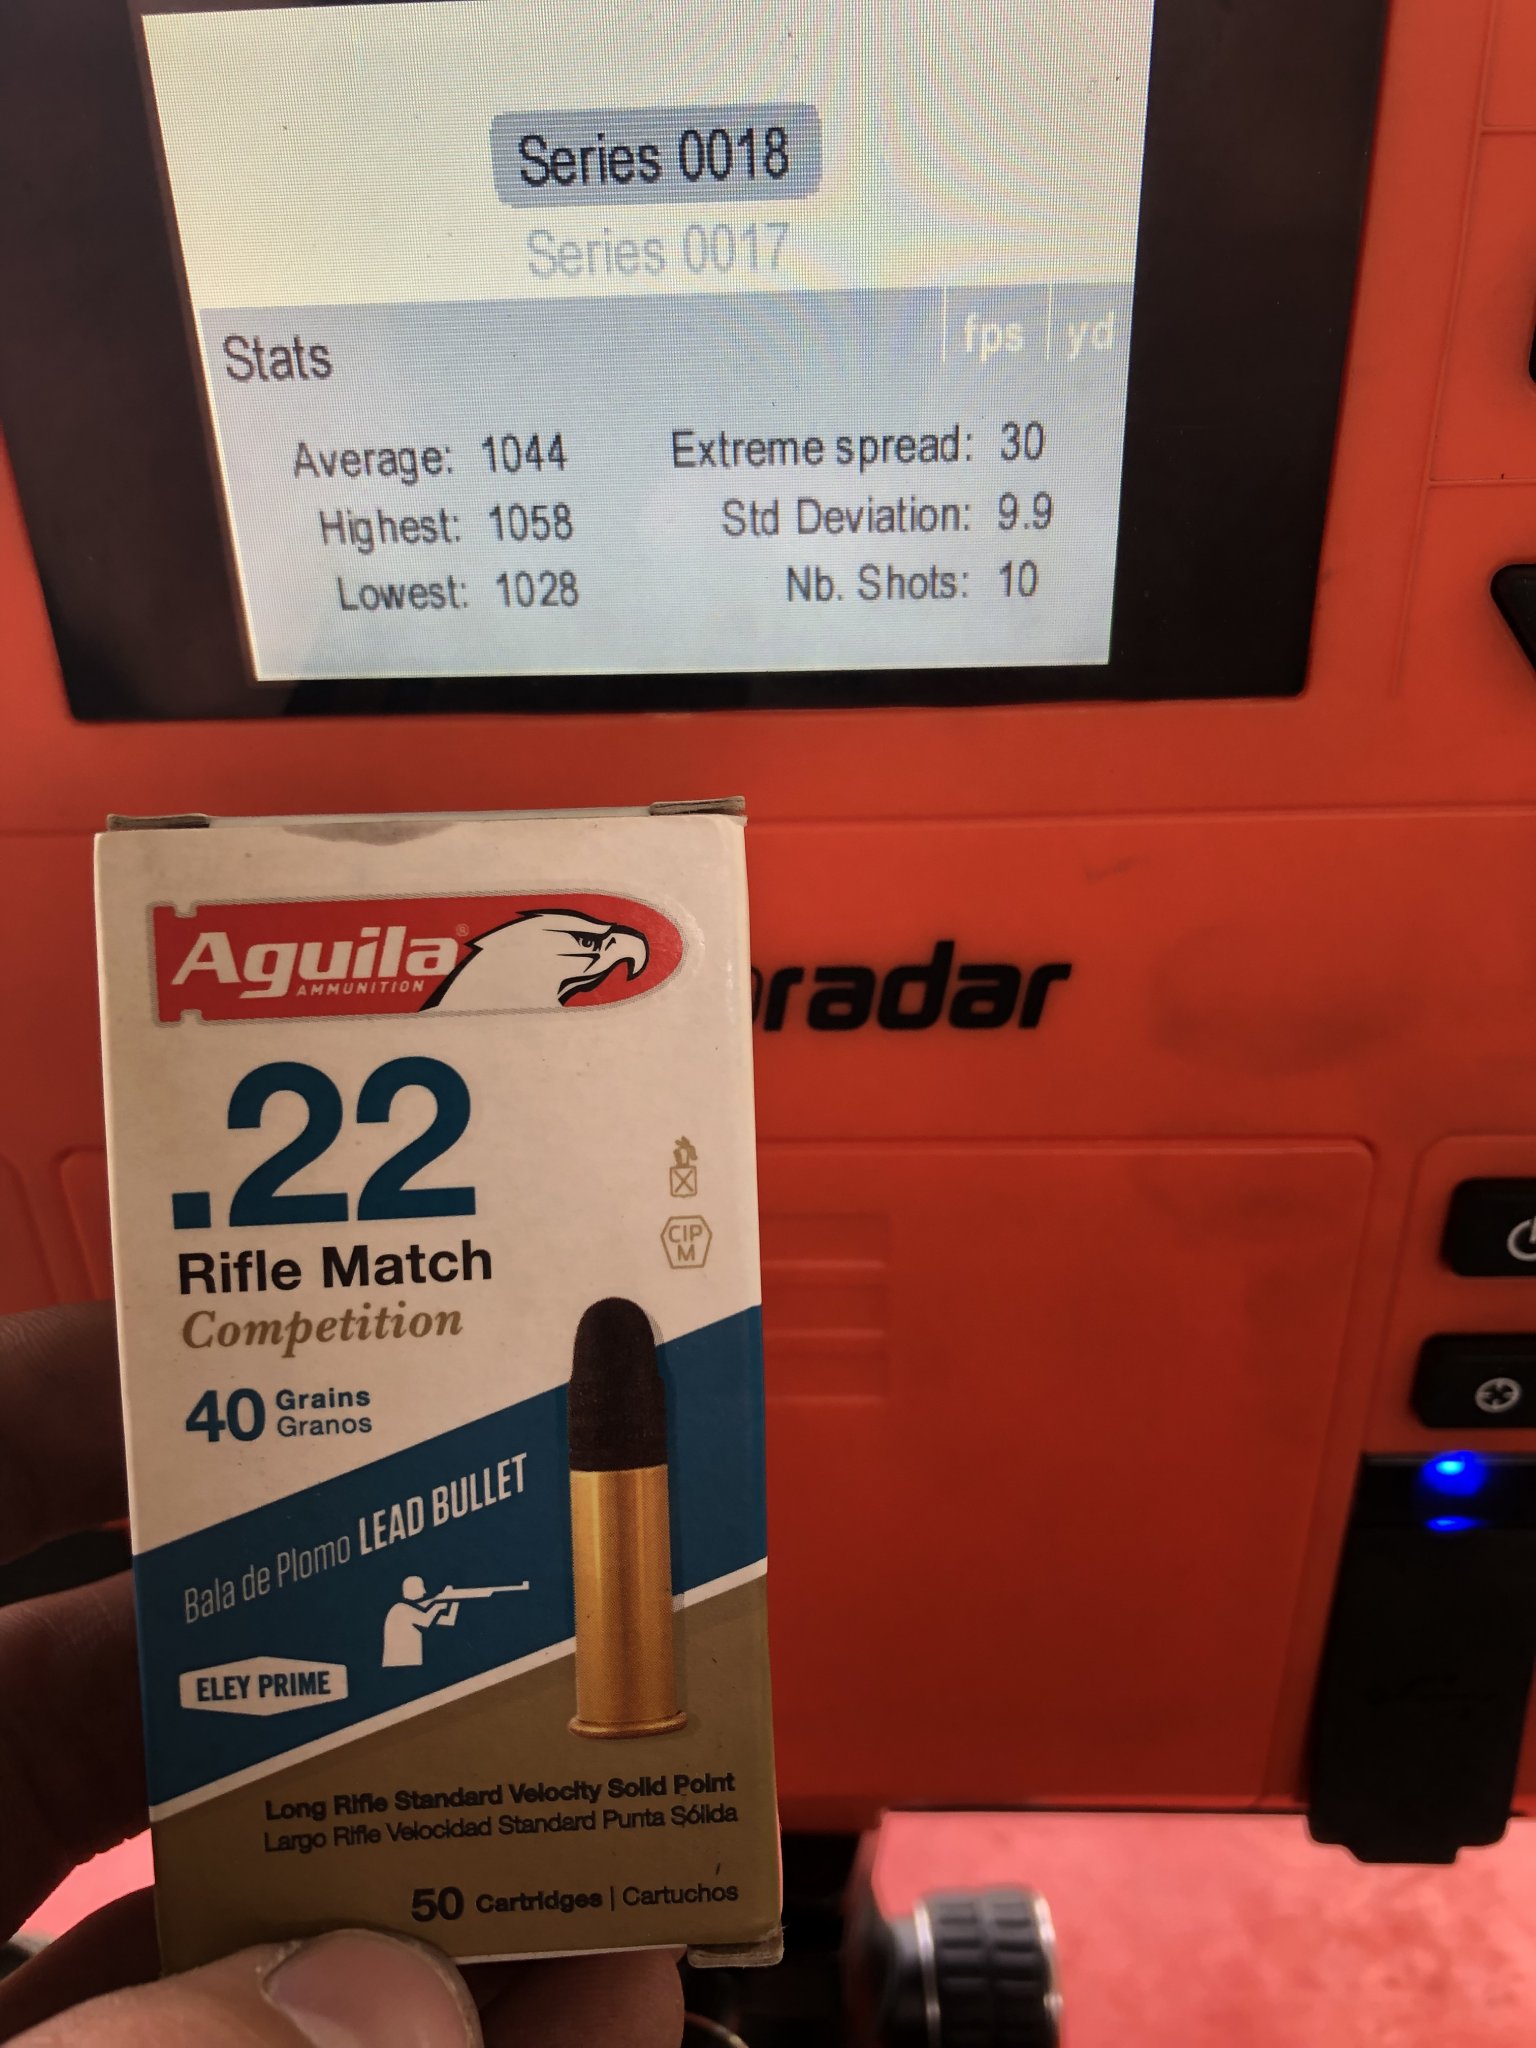 Series 0018
Series 0017
Stats fps yd
Average: 1044 Extreme spread: 30
Highest: 1058 Std Deviation: 9.9
Lowest: 1028 Nb. Shots: 10
Aguila®
AMMUNITION
radar
.22
Rifle Match
Competition
CIP
M
40 Grains
Granos
Bala de Plomo LEAD BULLET
ELEY PRIME
Long Rifle Standard Velocity Solid Point
Largo Rifle Velocidad Standard Punta Sólida
50 Cartridges | Cartuchos